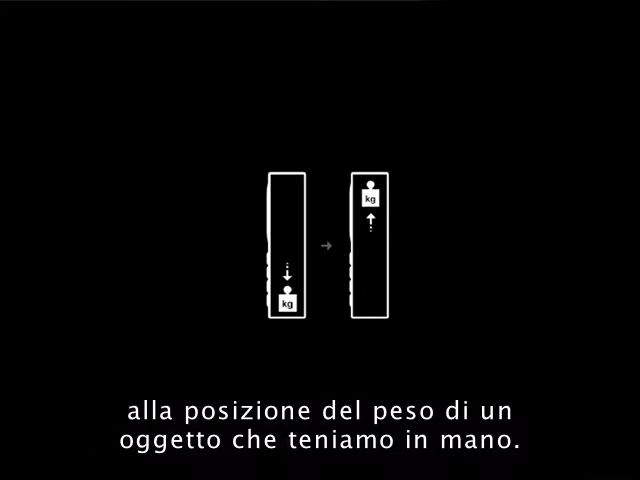 kg
kg
alla posizione del peso di un
oggetto che teniamo in mano.